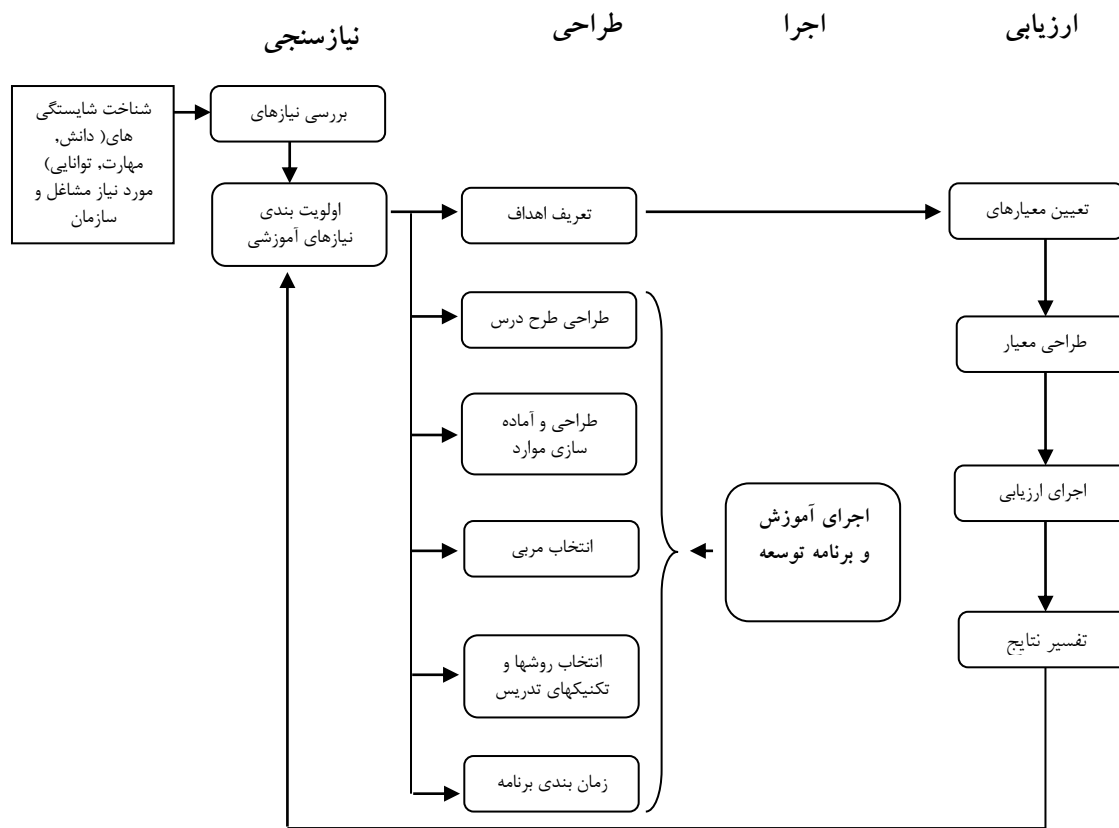 نیازسنجی
طراحی
اجرا
ارزیابی
شناخت شایستگی
های( دانش,
مهارت, توانایی)
مورد نیاز مشاغل و
سازمان
بررسی نیازهای
اولویت بندی
نیازهای آموزشی
تعریف اهداف
طراحی طرح درس
طراحی و آماده
سازی موارد
انتخاب مربی
انتخاب روشها و
تکنیکهای تدریس
زمان بندی برنامه
اجرای آموزش
و برنامه توسعه
تعیین معیارهای
طراحی معیار
اجرای ارزیابی
تفسیر نتایج